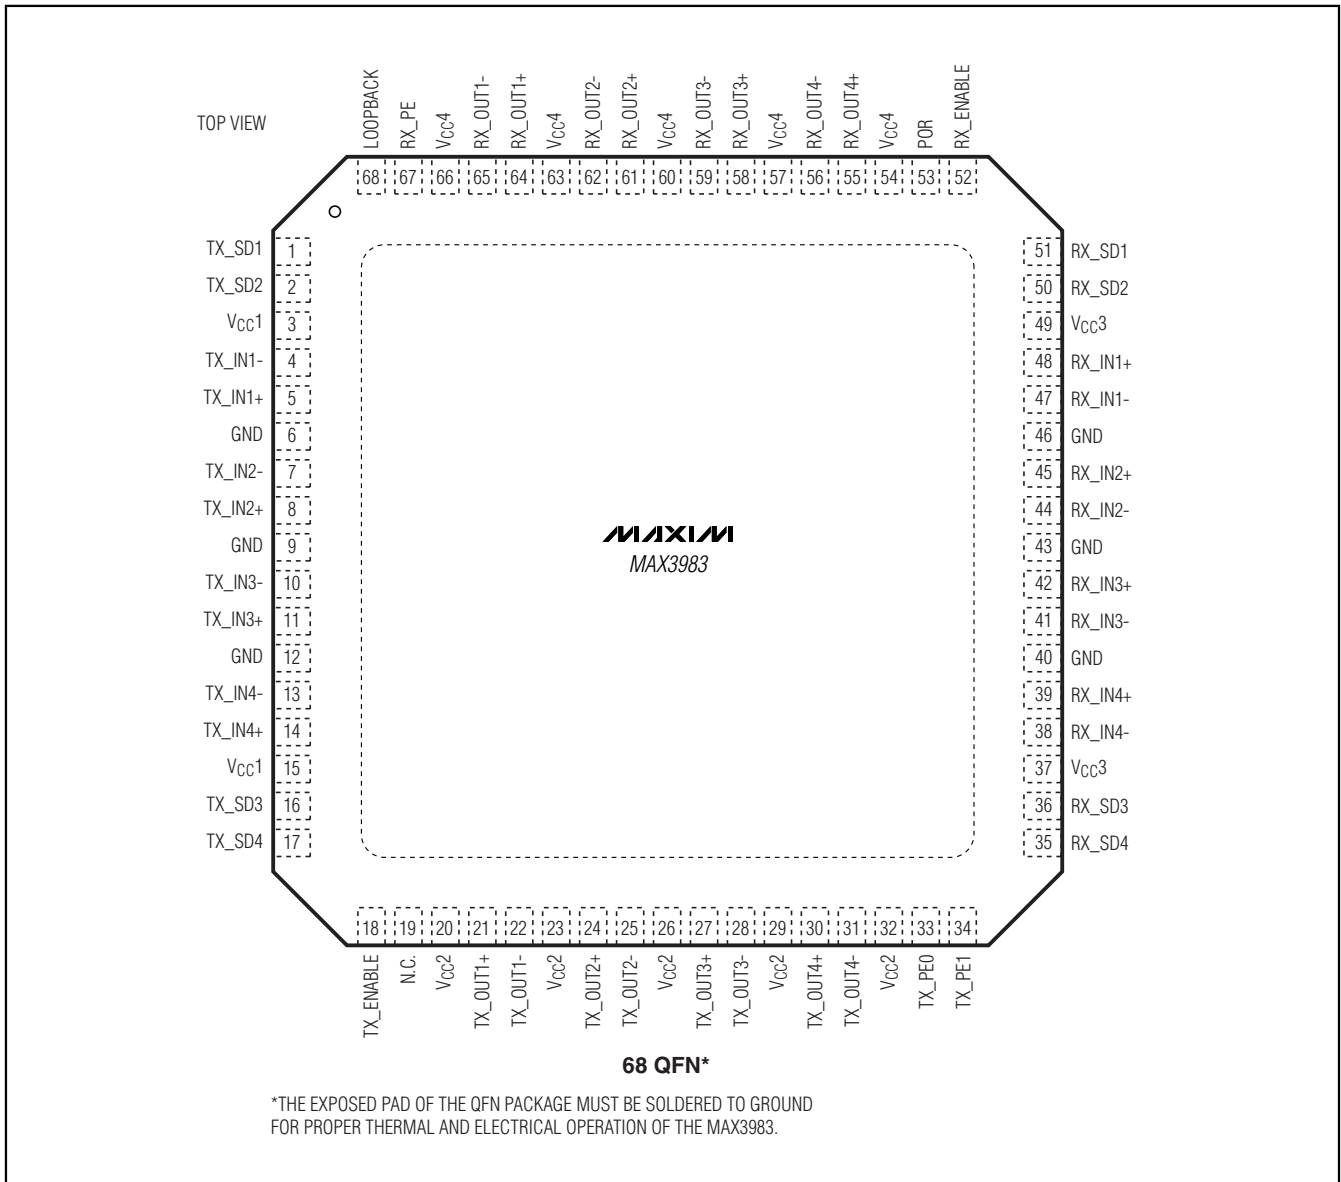 TOP VIEW
LOOPBACK
RX_PE
VCC4
RX_OUT1-
RX_OUT1+
VCC4
RX_OUT2-
RX_OUT2+
VCC4
RX_OUT3-
RX_OUT3+
VCC4
RX_OUT4-
RX_OUT4+
VCC4
POR
RX_ENABLE
68 67 66 65 64 63 62 61 60 59 58 57 56 55 54 53 52
TX_SD1 1
TX_SD2 2
VCC1 3
TX_IN1- 4
TX_IN1+ 5
GND 6
TX_IN2- 7
TX_IN2+ 8
GND 9
TX_IN3- 10
TX_IN3+ 11
GND 12
TX_IN4- 13
TX_IN4+ 14
VCC1 15
TX_SD3 16
TX_SD4 17
MAXIM
MAX3983
51 RX_SD1
50 RX_SD2
49 VCC3
48 RX_IN1+
47 RX_IN1-
46 GND
45 RX_IN2+
44 RX_IN2-
43 GND
42 RX_IN3+
41 RX_IN3-
40 GND
39 RX_IN4+
38 RX_IN4-
37 VCC3
36 RX_SD3
35 RX_SD4
18 19 20 21 22 23 24 25 26 27 28 29 30 31 32 33 34
TX_ENABLE
N.C.
VCC2
TX_OUT1+
TX_OUT1-
VCC2
TX_OUT2+
TX_OUT2-
VCC2
TX_OUT3+
TX_OUT3-
VCC2
TX_OUT4+
TX_OUT4-
VCC2
TX_PE0
TX_PE1
68 QFN*
*THE EXPOSED PAD OF THE QFN PACKAGE MUST BE SOLDERED TO GROUND
FOR PROPER THERMAL AND ELECTRICAL OPERATION OF THE MAX3983.